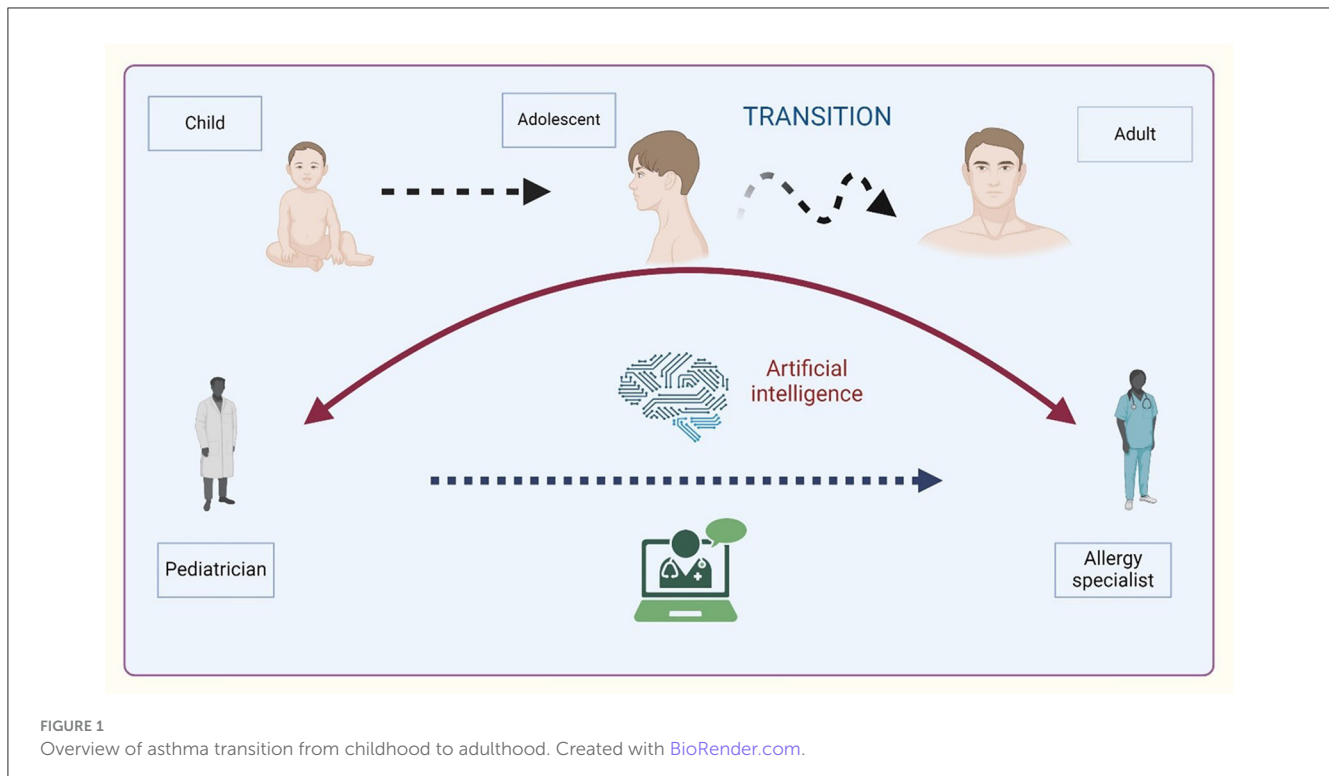 Child
Adolescent
TRANSITION
Adult
Artificial
intelligence
Pediatrician
Allergy
specialist
FIGURE 1
Overview of asthma transition from childhood to adulthood. Created with BioRender.com.